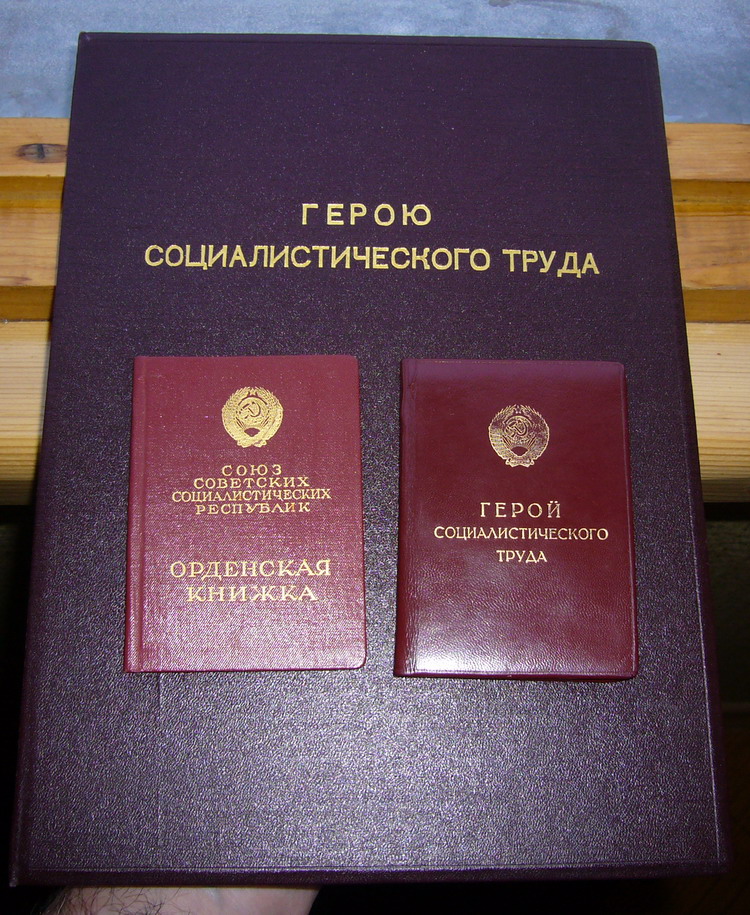 ГЕРОЮ
СОЦИАЛИСТИЧЕСКОГО ТРУДА
СОЮЗ
СОВЕТСКИХ
СОЦИАЛИСТИЧЕСКИХ
РЕСПУБЛИК
ОРДЕНСКАЯ
КНИЖКА
ГЕРОЙ
СОЦИАЛИСТИЧЕСКОГО
ТРУДА